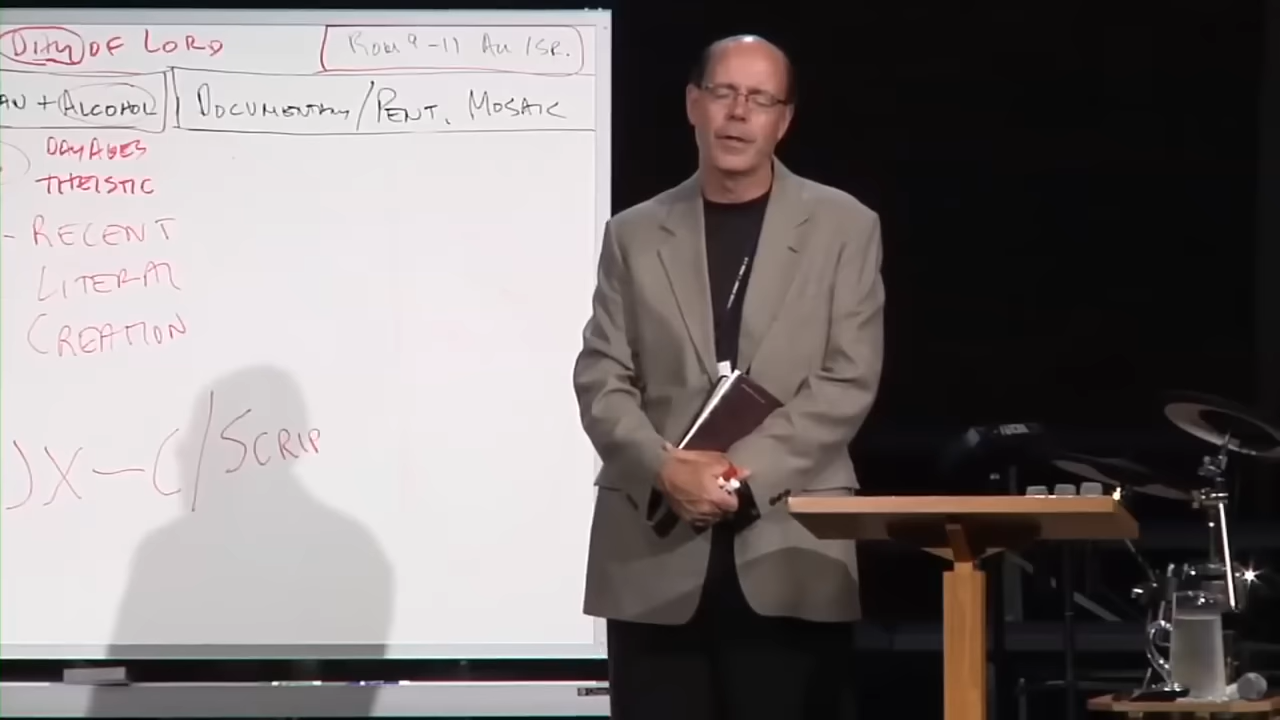 DAY OF LORD
ROM 9-11 ALL ISR.
AN + ALCOHOL
DOCUMENTARY/PENT. MOSAIC
DAY AGES
THEISTIC
- RECENT
LITERAL
CREATION
X-C/SCRIP